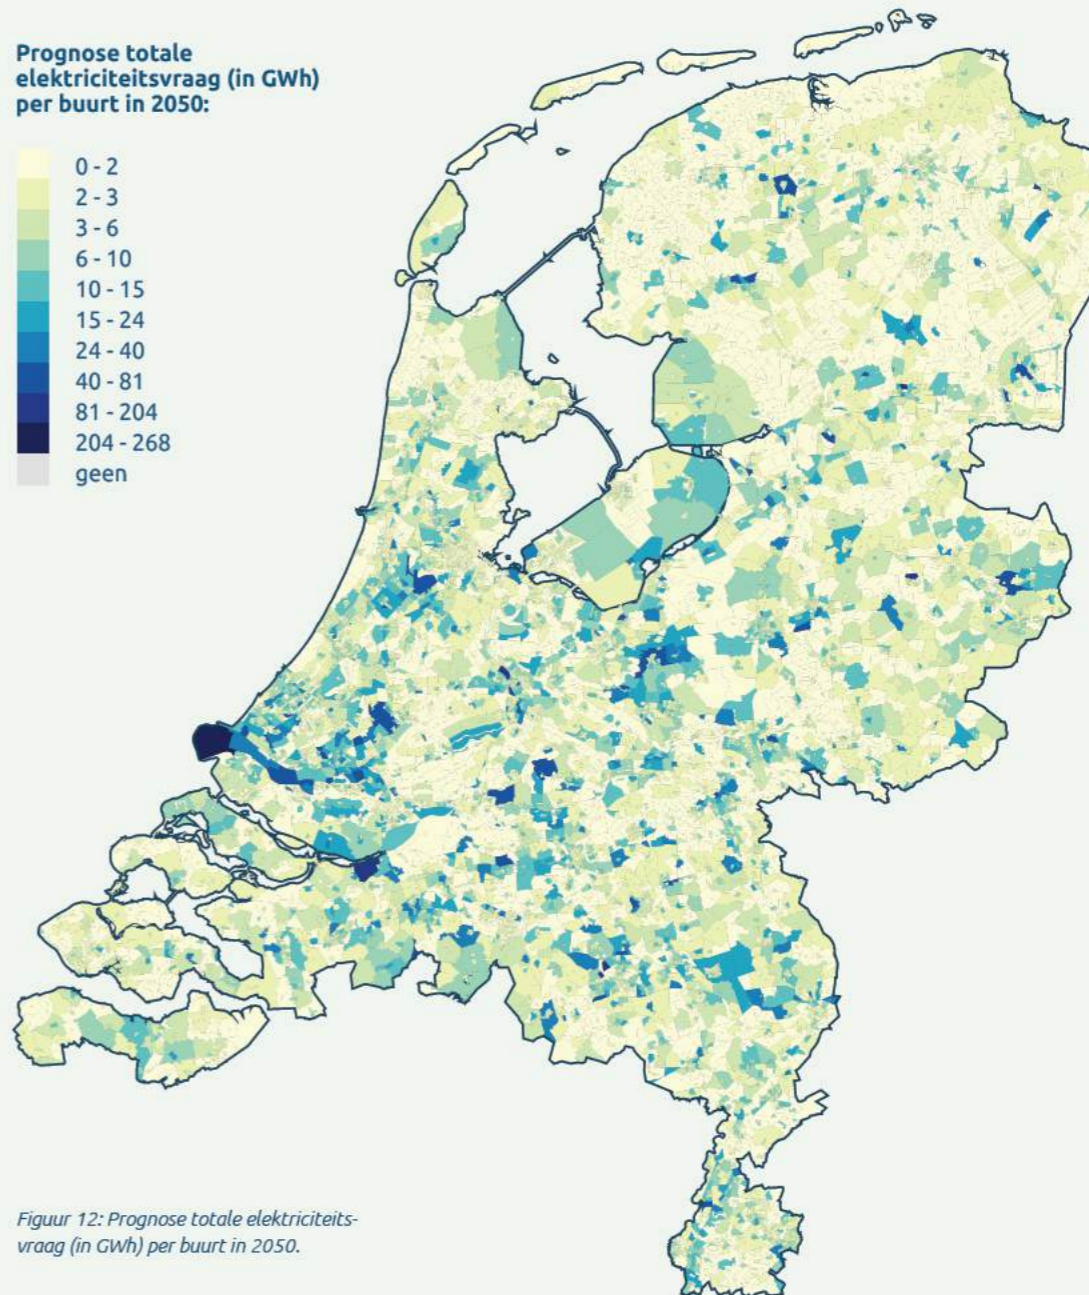 Prognose totale
elektriciteitsvraag (in GWh)
per buurt in 2050:
0 - 2
2 - 3
3 - 6
6 - 10
10 - 15
15 - 24
24 - 40
40 - 81
81 - 204
204 - 268
geen
Figuur 12: Prognose totale elektriciteits-
vraag (in GWh) per buurt in 2050.